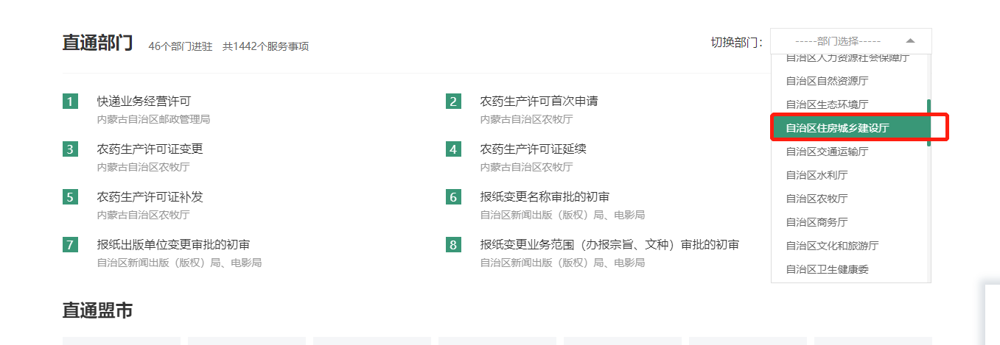 直通部门 46个部门进驻 共1442个服务事项 切换部门： -----部门选择-----
1 快递业务经营许可
内蒙古自治区邮政管理局
2 农药生产许可首次申请
内蒙古自治区农牧厅
3 农药生产许可证变更
内蒙古自治区农牧厅
4 农药生产许可证延续
内蒙古自治区农牧厅
5 农药生产许可证补发
内蒙古自治区农牧厅
6 报纸变更名称审批的初审
自治区新闻出版（版权）局、电影局
7 报纸出版单位变更审批的初审
自治区新闻出版（版权）局、电影局
8 报纸变更业务范围（办报宗旨、文种）审批的初审
自治区新闻出版（版权）局、电影局
自治区人力资源社会保障厅
自治区自然资源厅
自治区生态环境厅
自治区住房城乡建设厅
自治区交通运输厅
自治区水利厅
自治区农牧厅
自治区商务厅
自治区文化和旅游厅
自治区卫生健康委
直通盟市